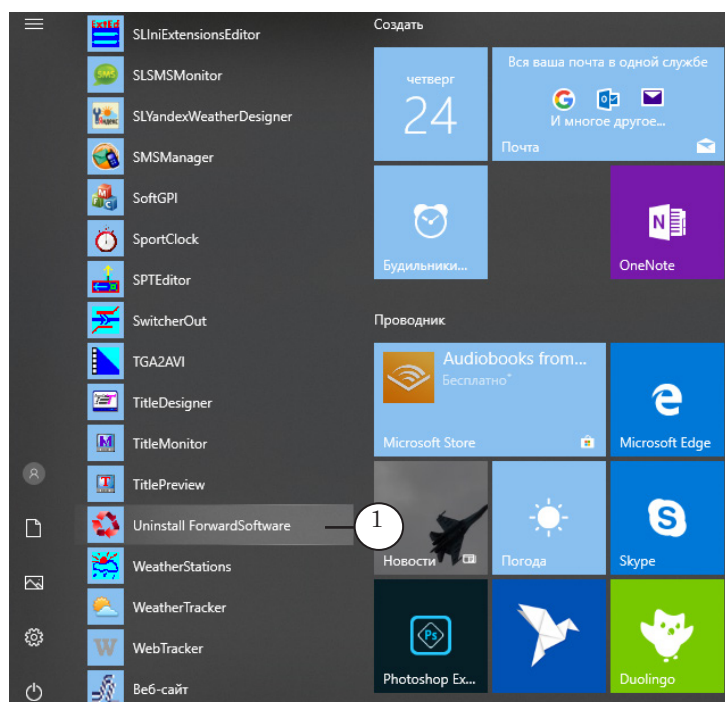 SLIniExtensionsEditor
SLSMSMonitor
SLYandexWeatherDesigner
SMSManager
SoftGPI
SportClock
SPTEditor
SwitcherOut
TGA2AVI
TitleDesigner
TitleMonitor
TitlePreview
Uninstall ForwardSoftware
1
WeatherStations
WeatherTracker
WebTracker
Веб-сайт
Создать
четверг
24
Вся ваша почта в одной службе
И многое другое...
Почта
Будильники...
OneNote
Проводник
Audiobooks from...
Бесплатно*
Microsoft Store
Microsoft Edge
Новости
Погода
Skype
Photoshop Ex...
Duolingo